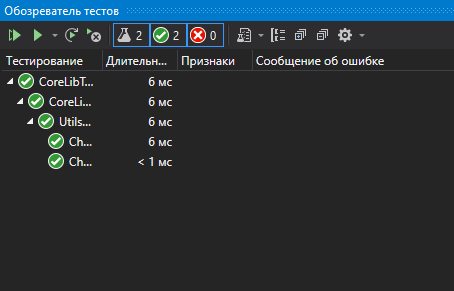 Обозреватель тестов
2 2 0
Тестирование Длительн... Признаки Сообщение об ошибке
CoreLibT... 6 мс
CoreLi... 6 мс
Utils... 6 мс
Ch... 6 мс
Ch... < 1 мс